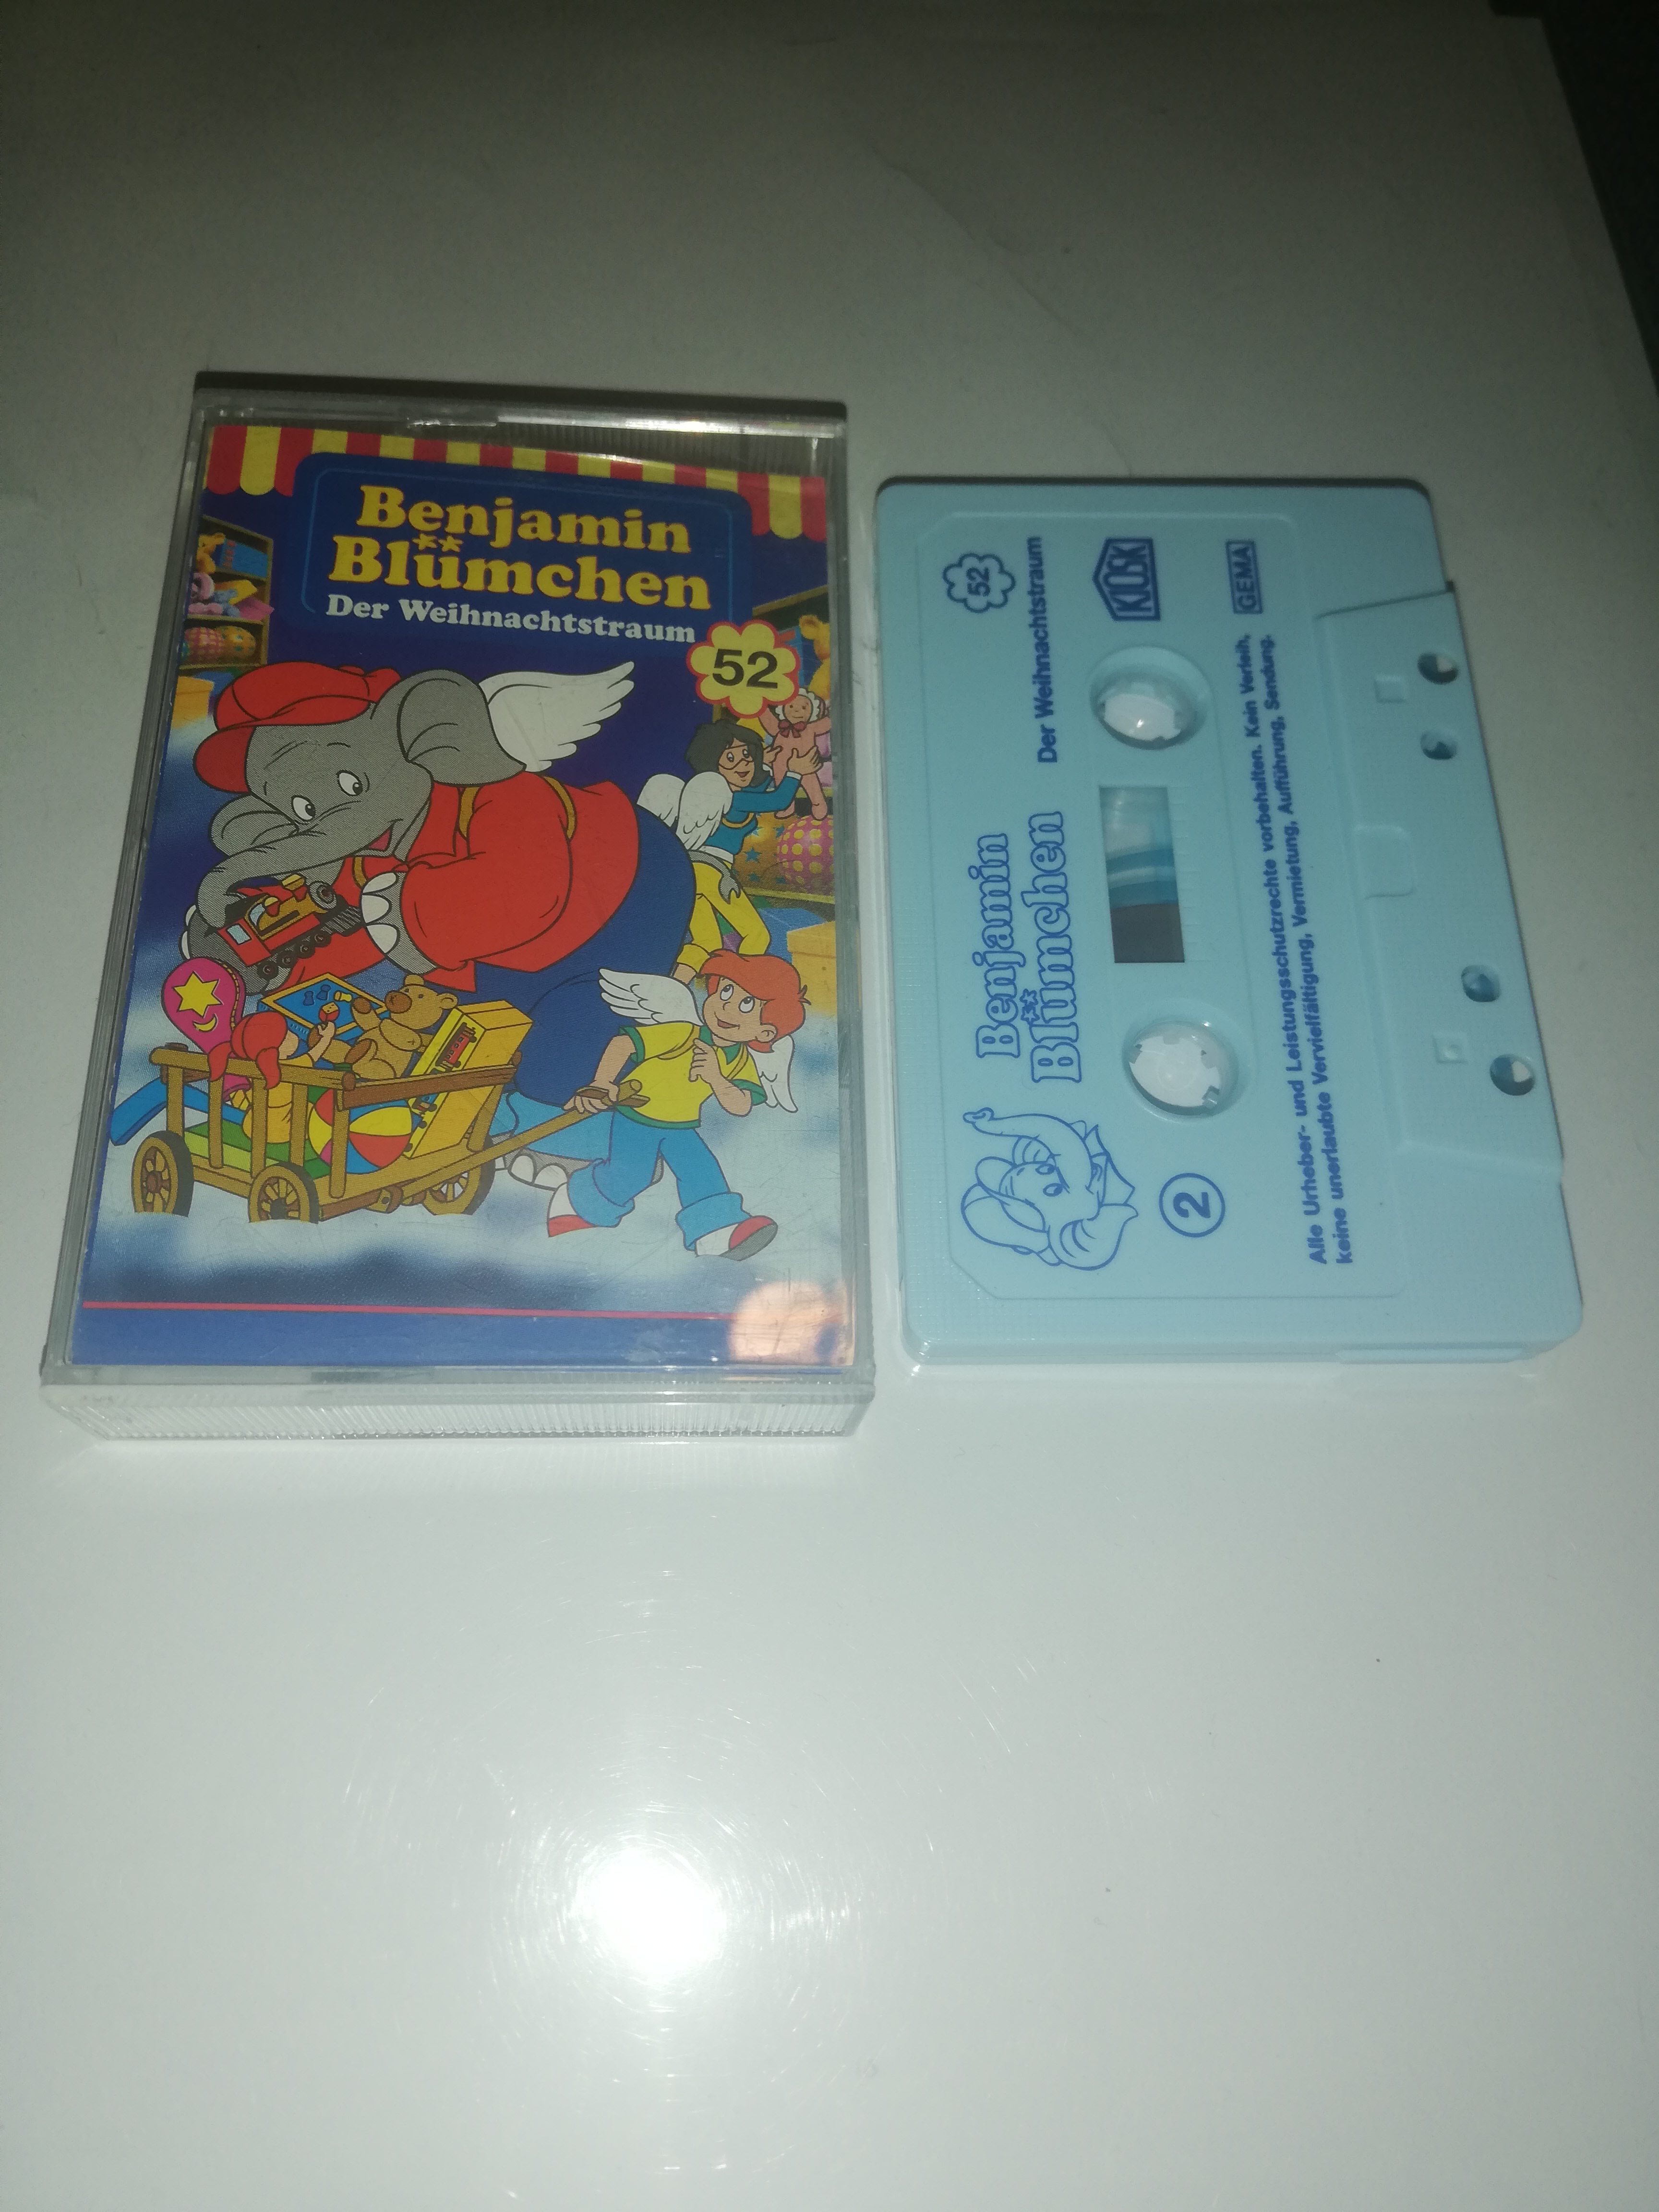 Benjamin
Blümchen
Der Weihnachtstraum
52
Benjamin
Blümchen
Der Weihnachtstraum
52
KIOSK
GEMA
2
Alle Urheber- und Leistungsschutzrechte vorbehalten. Kein Verleih,
keine unerlaubte Vervielfältigung, Vermietung, Aufführung, Sendung.